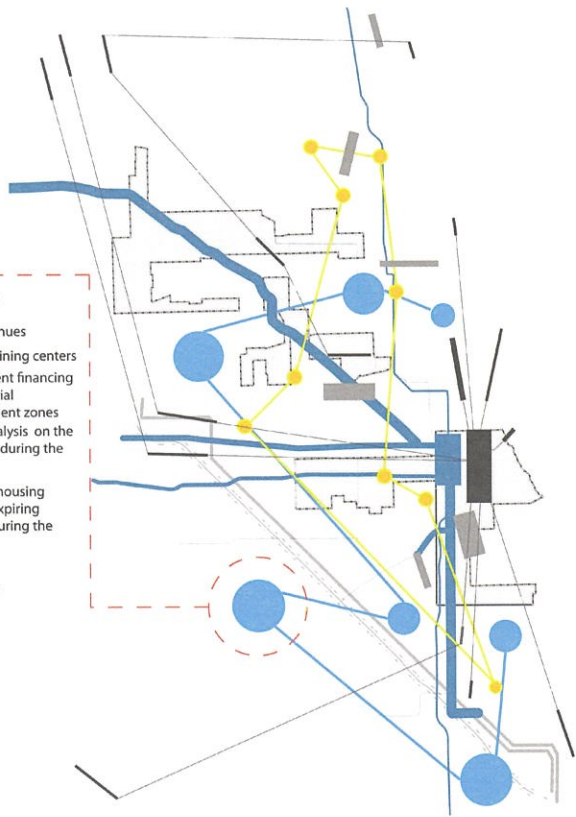 nues
ining centers
ent financing
ial
ent zones
alysis on the
during the
housing
xpiring
uring the